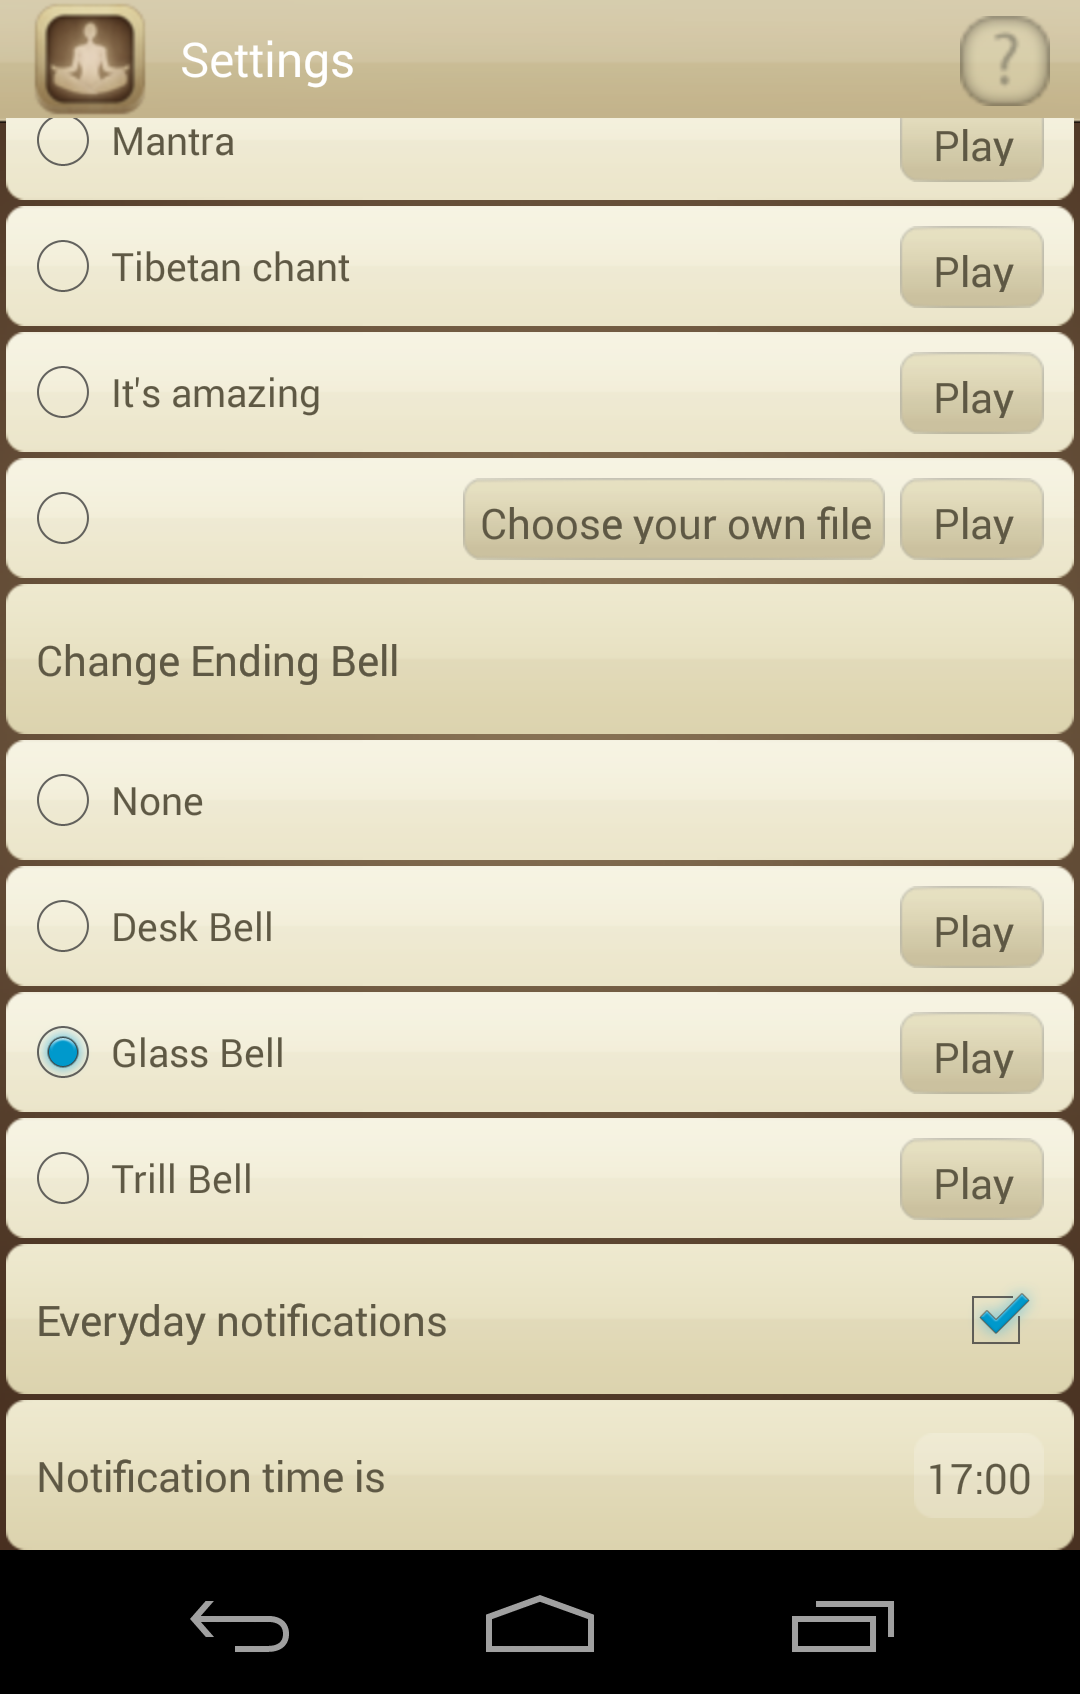 Settings
?
Mantra
Play
Tibetan chant
Play
It's amazing
Play
Choose your own file
Play
Change Ending Bell
None
Desk Bell
Play
Glass Bell
Play
Trill Bell
Play
Everyday notifications
Notification time is
17:00